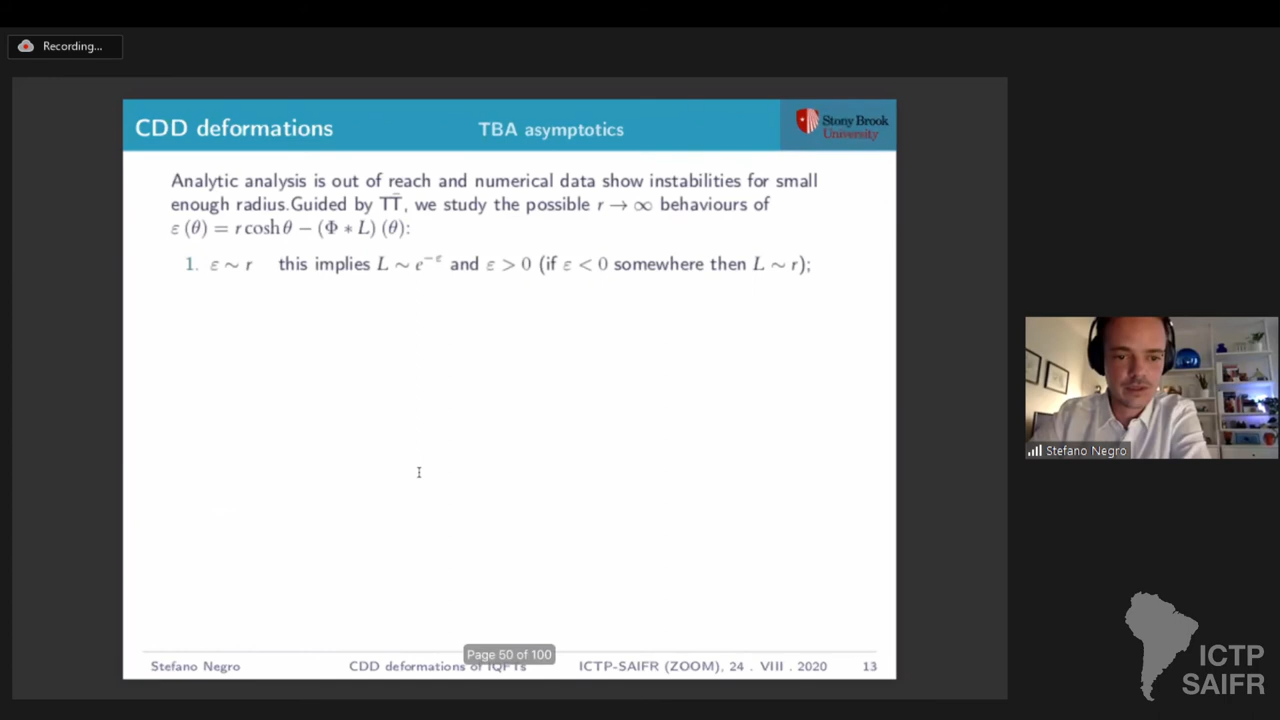 Recording...
CDD deformations
TBA asymptotics
Stony Brook
University
Analytic analysis is out of reach and numerical data show instabilities for small
enough radius.Guided by TT̄, we study the possible r → ∞ behaviours of
ε (θ) = r cosh θ − (Φ ∗ L) (θ):
1. ε ∼ r this implies L ∼ e^{−ε} and ε > 0 (if ε < 0 somewhere then L ∼ r);
Stefano Negro
Page 50 of 100
Stefano Negro
CDD deformations of IQFTs
ICTP-SAIFR (ZOOM), 24 . VIII . 2020
13
ICTP
SAIFR